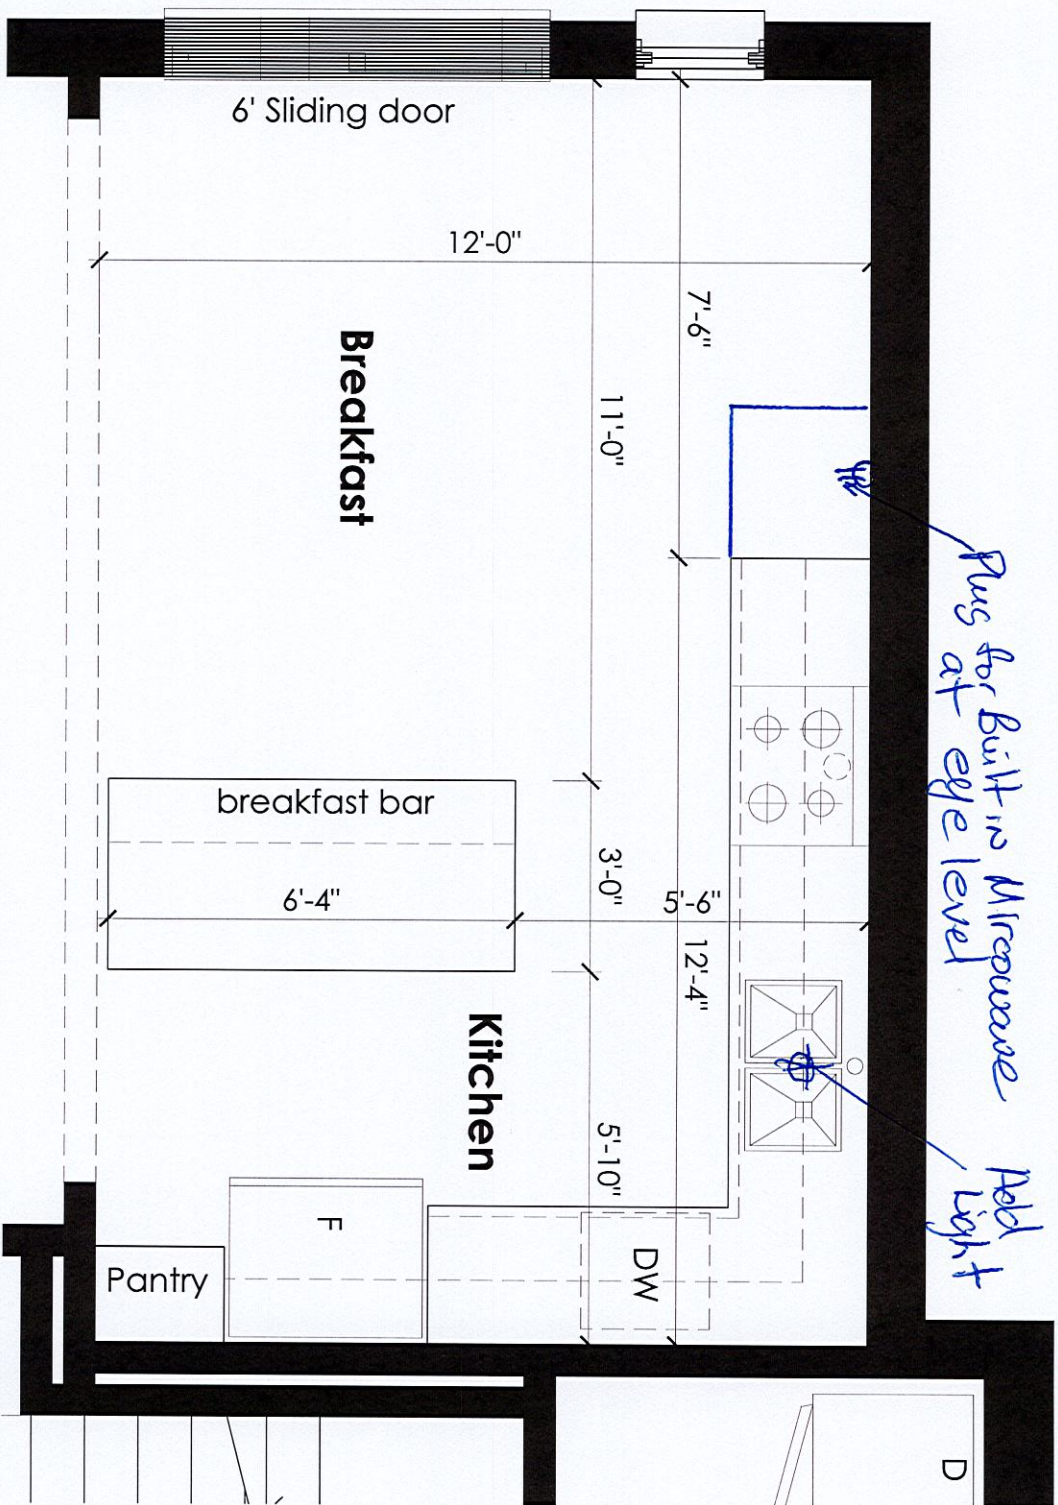 6' Sliding door
12'-0"
7'-6"
11'-0"
Breakfast
Plug for Built in Mircowave
at eye level
breakfast bar
3'-0"
6'-4"
5'-6"
12'-4"
Kitchen
Add
Light
5'-10"
F
DW
Pantry
D